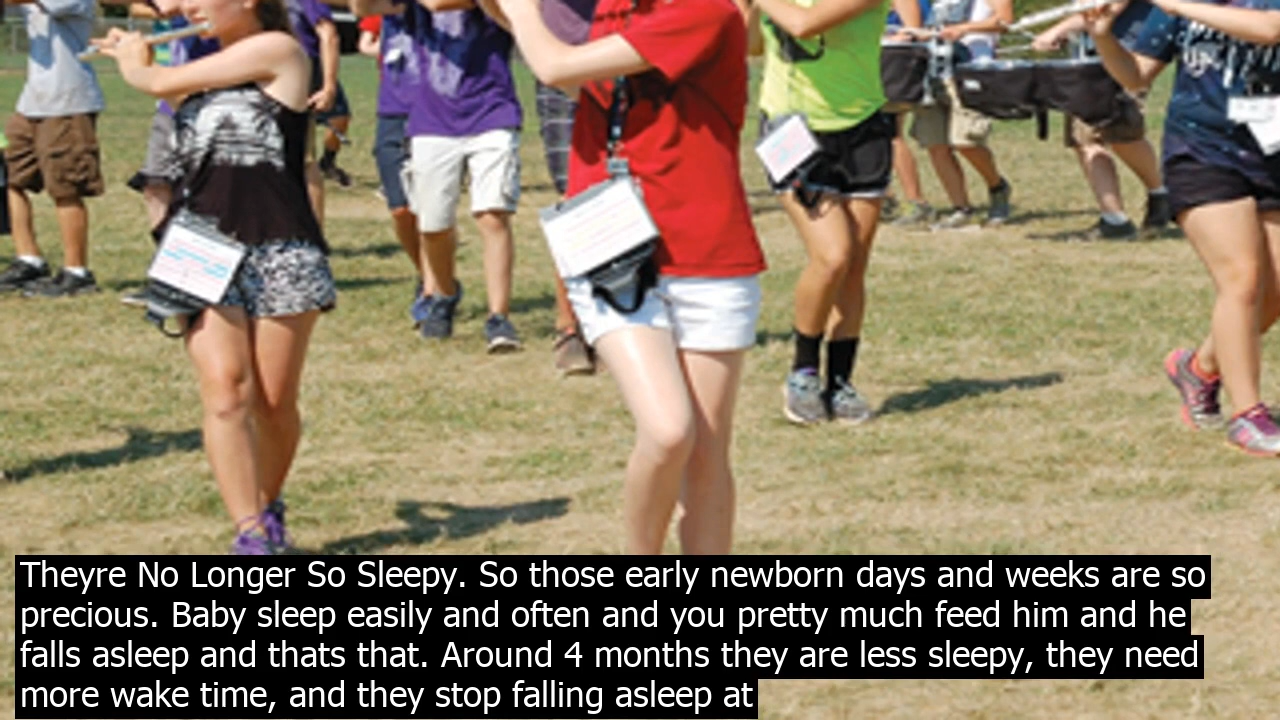 Theyre No Longer So Sleepy. So those early newborn days and weeks are so
precious. Baby sleep easily and often and you pretty much feed him and he
falls asleep and thats that. Around 4 months they are less sleepy, they need
more wake time, and they stop falling asleep at